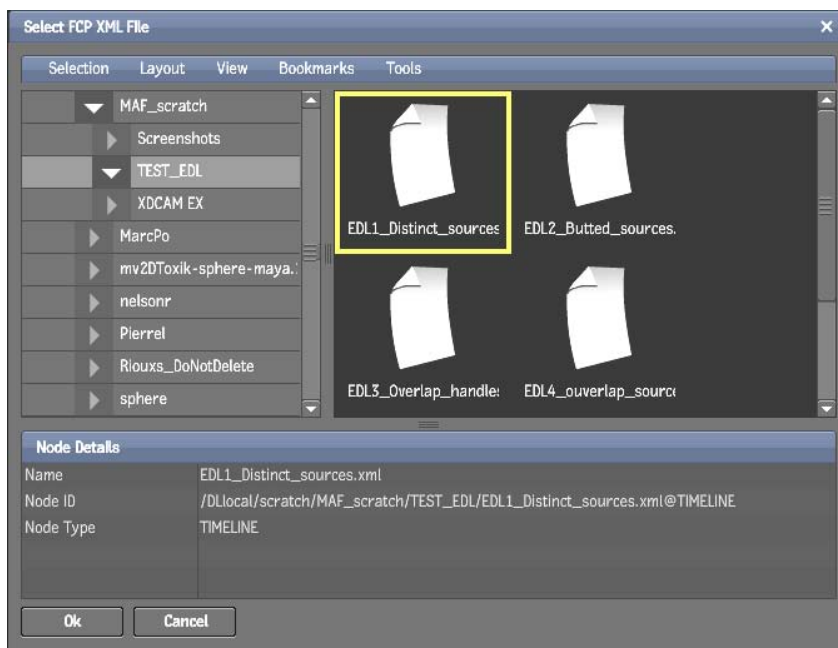 Select FCP XML File
Selection Layout View Bookmarks Tools
MAF_scratch
Screenshots
TEST_EDL
XDCAM EX
MarcPo
mv2DToxik-sphere-maya.
nelsonr
Pierrel
Riouxs_DoNotDelete
sphere
EDL1_Distinct_sources
EDL2_Butted_sources.
EDL3_Overlap_handle
EDL4_ouverlap_source
Node Details
Name EDL1_Distinct_sources.xml
Node ID /DLlocal/scratch/MAF_scratch/TEST_EDL/EDL1_Distinct_sources.xml@TIMELINE
Node Type TIMELINE
Ok Cancel